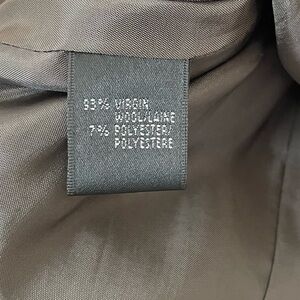 93% VIRGIN
WOOL/LAINE
7% POLYESTER/
POLYESTERE